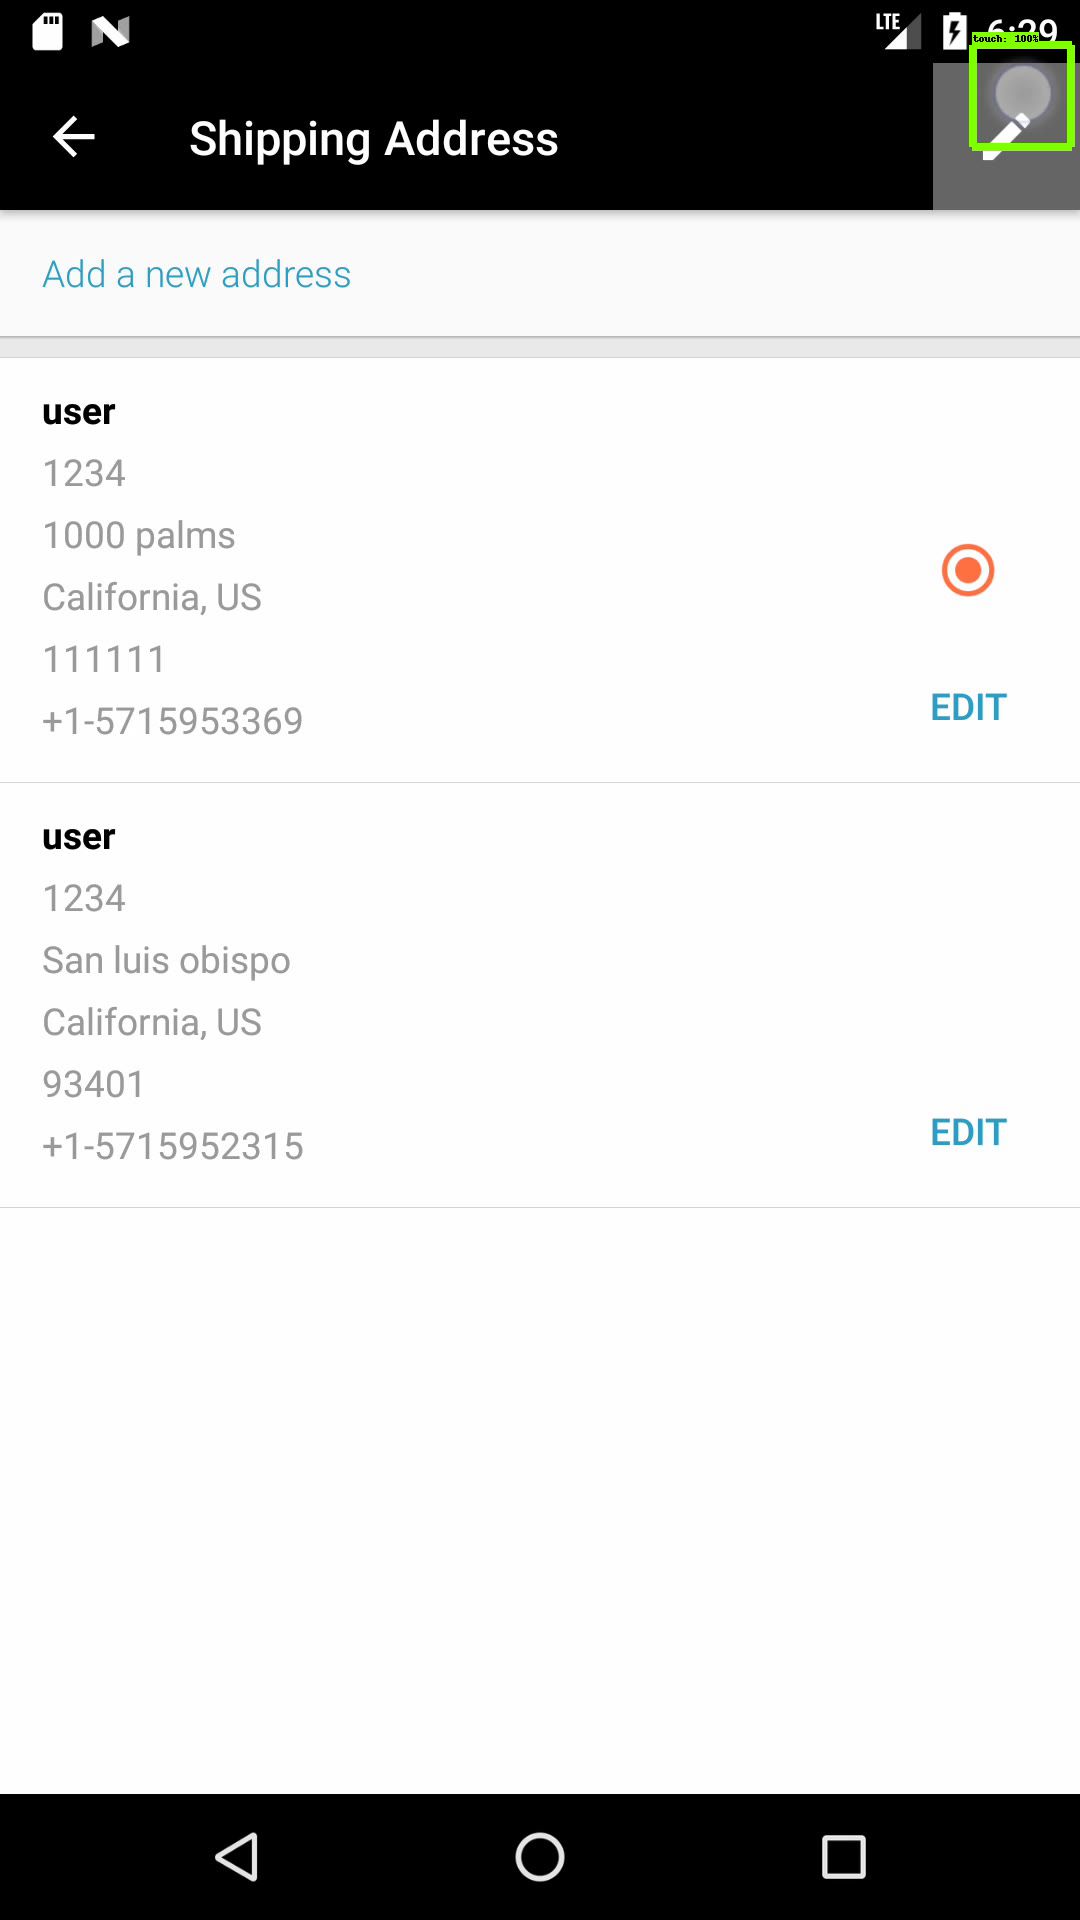 LTE 6:29
touch: 100%
Shipping Address
Add a new address
user
1234
1000 palms
California, US
111111
+1-5715953369
EDIT
user
1234
San luis obispo
California, US
93401
+1-5715952315
EDIT